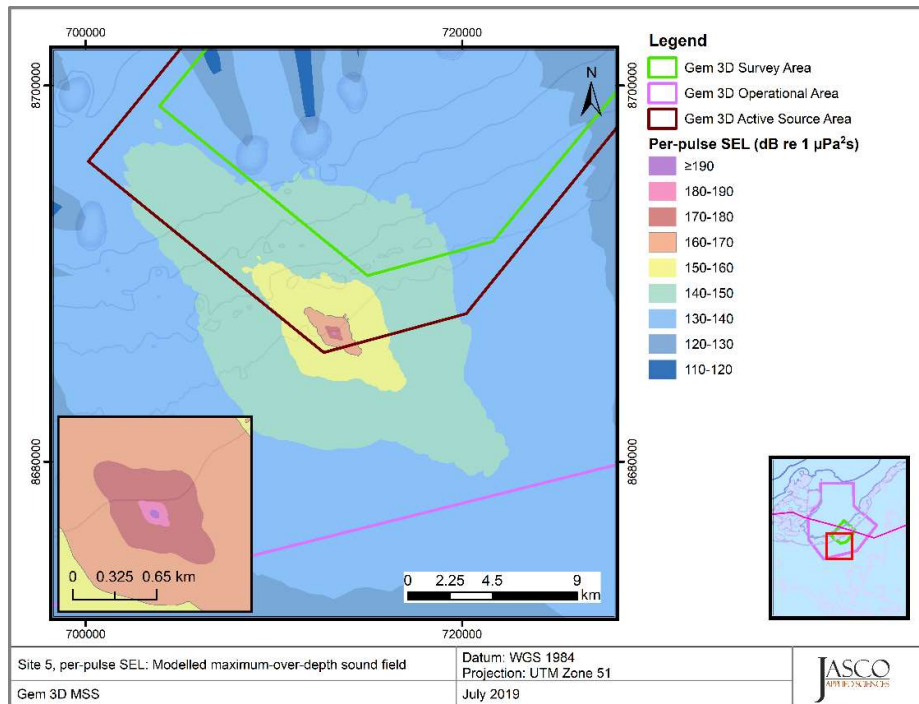 700000
720000
8700000
8700000
N
8680000
8680000
0 0.325 0.65 km
0 2.25 4.5 9
km
700000
720000
Legend
Gem 3D Survey Area
Gem 3D Operational Area
Gem 3D Active Source Area
Per-pulse SEL (dB re 1 µPa²s)
≥190
180-190
170-180
160-170
150-160
140-150
130-140
120-130
110-120
Site 5, per-pulse SEL: Modelled maximum-over-depth sound field
Gem 3D MSS
Datum: WGS 1984
Projection: UTM Zone 51
July 2019
JASCO
APPLIED SCIENCES